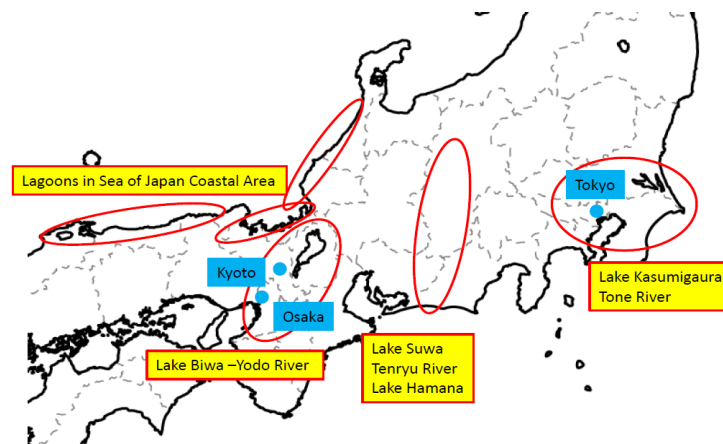 Lagoons in Sea of Japan Coastal Area
Tokyo
Kyoto
Osaka
Lake Kasumigaura
Tone River
Lake Biwa –Yodo River
Lake Suwa
Tenryu River
Lake Hamana